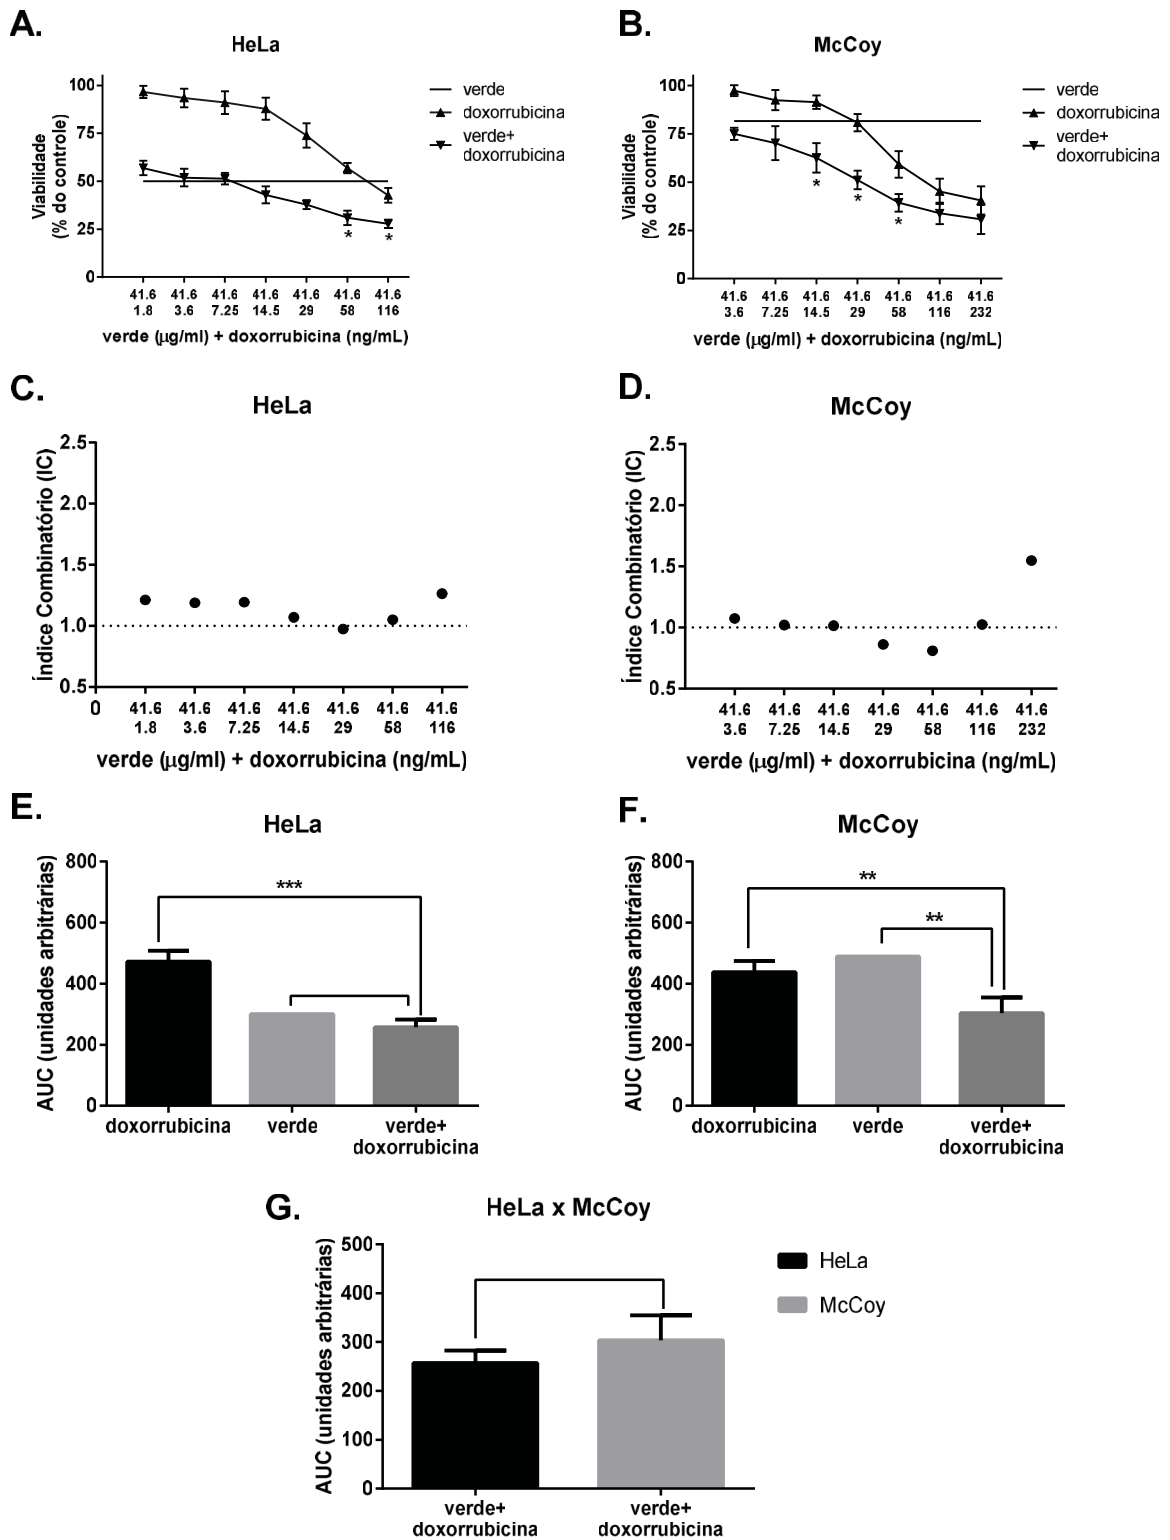 A.
HeLa
Viabilidade
(% do controle)
100
75
50
25
0
verde
doxorrubicina
verde+
doxorrubicina
*
*
41.6 41.6 41.6 41.6 41.6 41.6 41.6
1.8 3.6 7.25 14.5 29 58 116
verde (µg/ml) + doxorrubicina (ng/mL)
B.
McCoy
Viabilidade
(% do controle)
100
75
50
25
0
verde
doxorrubicina
verde+
doxorrubicina
*
*
*
41.6 41.6 41.6 41.6 41.6 41.6 41.6
3.6 7.25 14.5 29 58 116 232
verde (µg/ml) + doxorrubicina (ng/mL)
C.
HeLa
Índice Combinatório (IC)
2.5
2.0
1.5
1.0
0.5
0 41.6 41.6 41.6 41.6 41.6 41.6 41.6
1.8 3.6 7.25 14.5 29 58 116
verde (µg/ml) + doxorrubicina (ng/mL)
D.
McCoy
Índice Combinatório (IC)
2.5
2.0
1.5
1.0
0.5
41.6 41.6 41.6 41.6 41.6 41.6 41.6
3.6 7.25 14.5 29 58 116 232
verde (µg/ml) + doxorrubicina (ng/mL)
E.
HeLa
AUC (unidades arbitrárias)
800
600
400
200
0
***
doxorrubicina verde verde+
doxorrubicina
F.
McCoy
AUC (unidades arbitrárias)
800
600
400
200
0
**
**
doxorrubicina verde verde+
doxorrubicina
G.
HeLa x McCoy
AUC (unidades arbitrárias)
500
400
300
200
100
0
HeLa
McCoy
verde+ verde+
doxorrubicina doxorrubicina